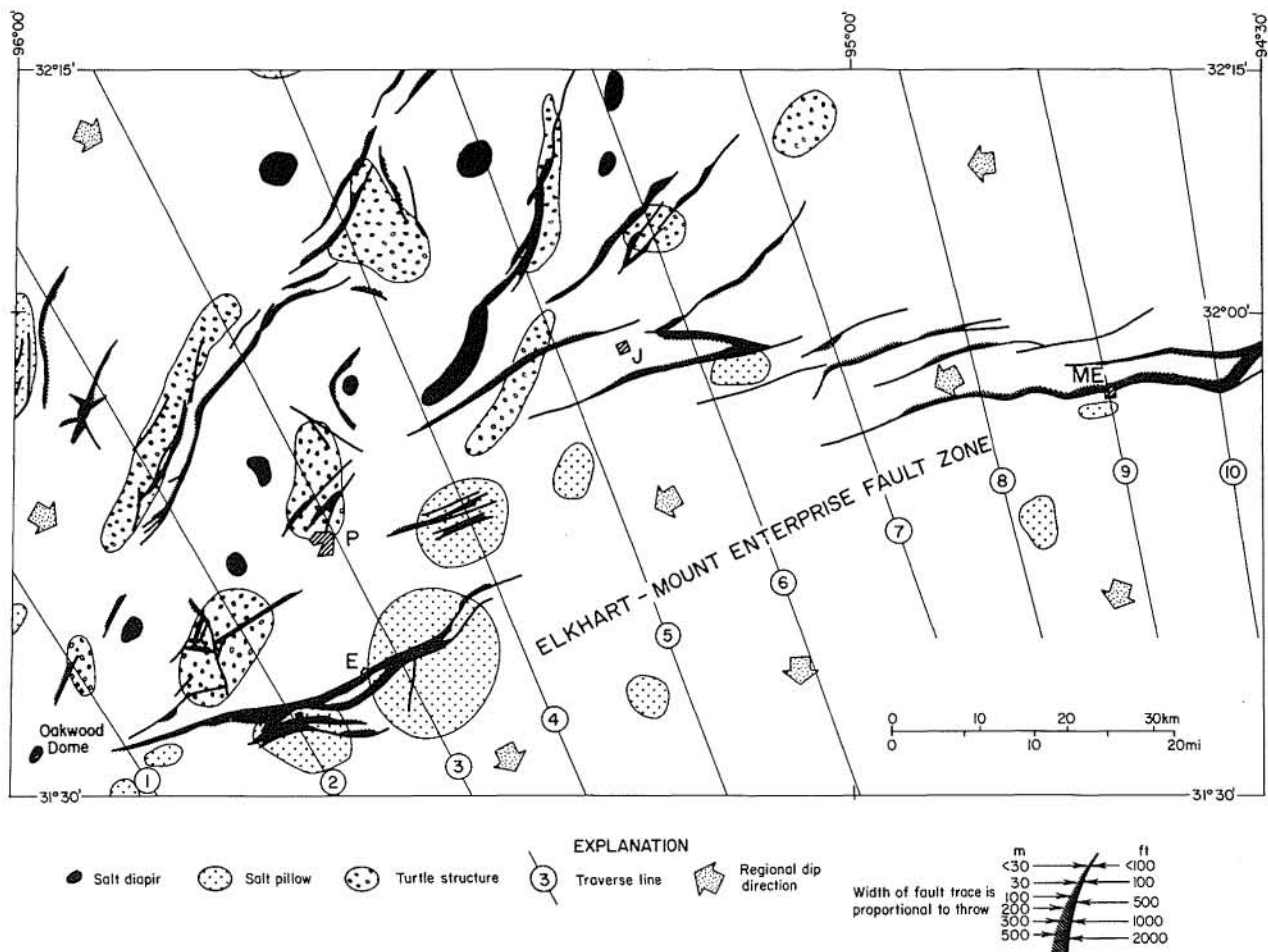 96°00'
95°00'
94°30'
32°15'
32°15'
32°00'
J
ME
P
E
ELKHART – MOUNT ENTERPRISE FAULT ZONE
Oakwood
Dome
1
2
3
4
5
6
7
8
9
10
0 10 20 30km
0 10 20mi
31°30'
31°30'
EXPLANATION
Salt diapir
Salt pillow
Turtle structure
3
Traverse line
Regional dip
direction
Width of fault trace is
proportional to throw
m ft
<30 <100
30 100
100 500
200
300 1000
500 2000